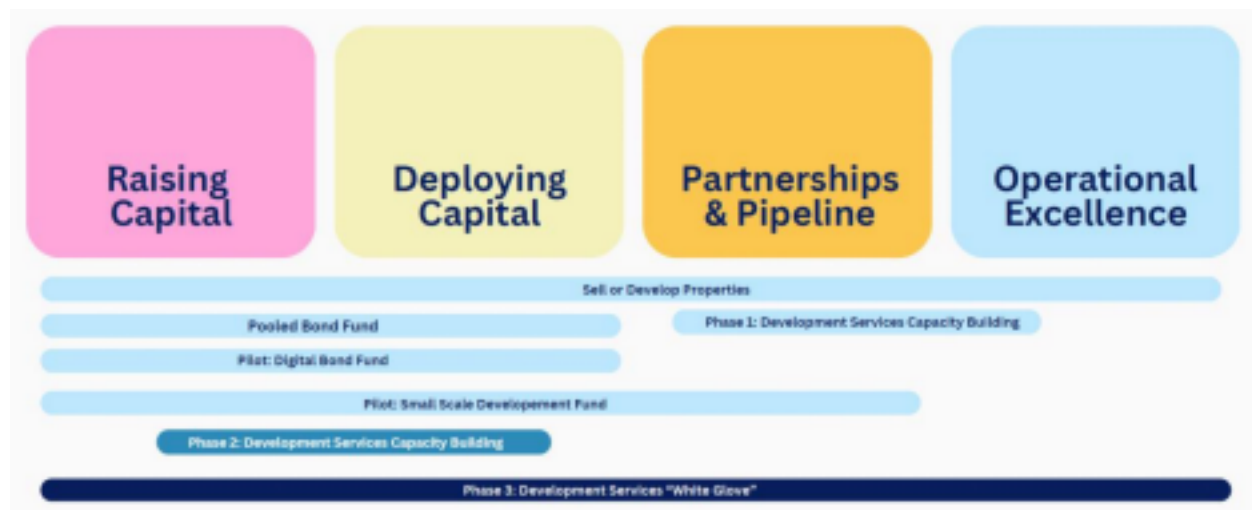 Raising
Capital
Deploying
Capital
Partnerships
& Pipeline
Operational
Excellence
Sell or Develop Properties
Pooled Bond Fund
Phase 1: Development Services Capacity Building
Pilot: Digital Bond Fund
Pilot: Small Scale Developement Fund
Phase 2: Development Services Capacity Building
Phase 3: Development Services "White Glove"